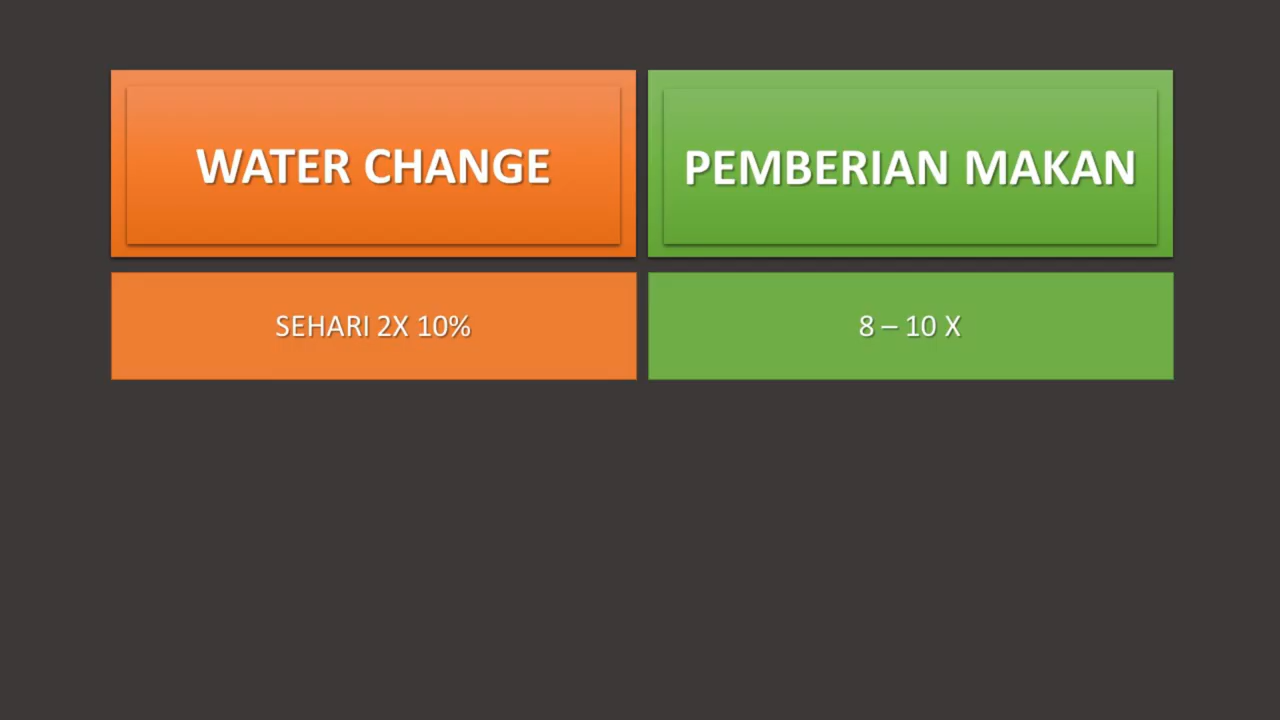 WATER CHANGE
PEMBERIAN MAKAN
SEHARI 2X 10%
8 – 10 X